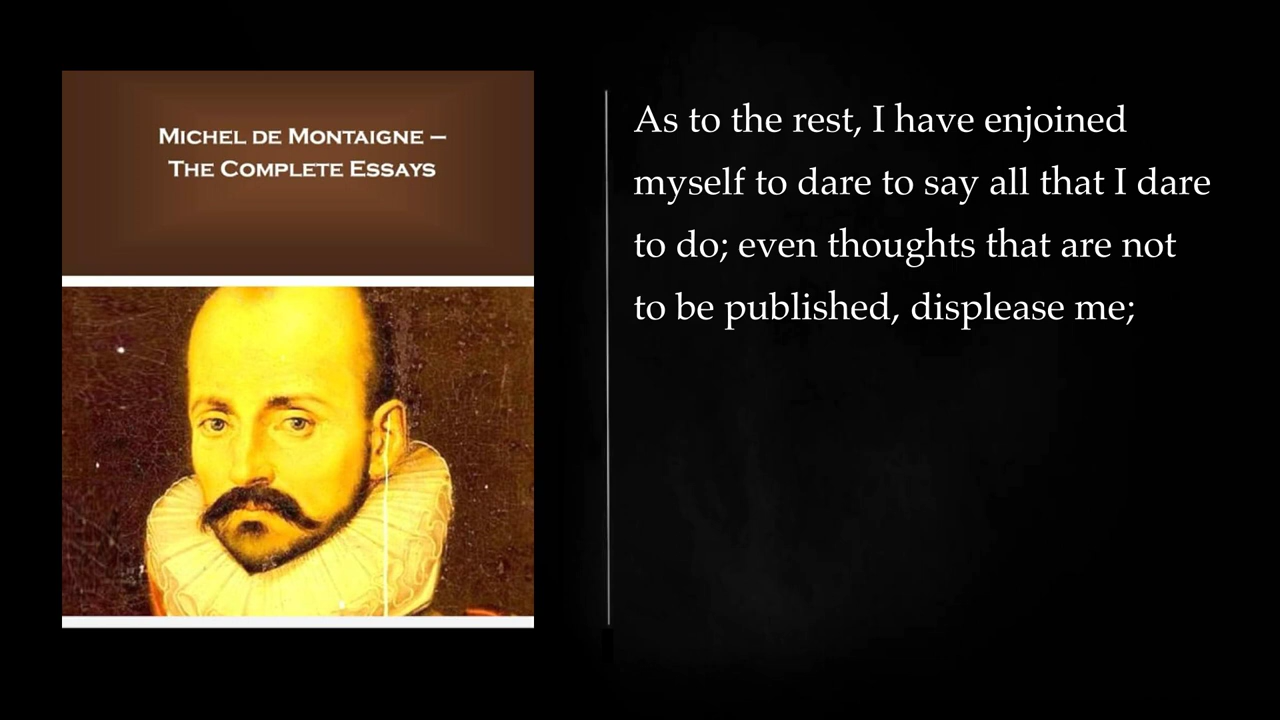 MICHEL DE MONTAIGNE –
THE COMPLETE ESSAYS
As to the rest, I have enjoined
myself to dare to say all that I dare
to do; even thoughts that are not
to be published, displease me;